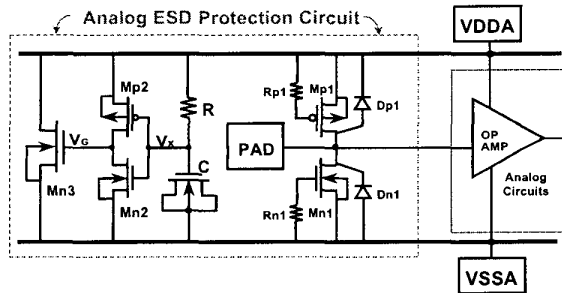 Analog ESD Protection Circuit
VDDA
Mp2
R
Rp1
Mp1
Dp1
VG
VX
PAD
OP
AMP
C
Analog
Circuits
Mn3
Mn2
Rn1
Mn1
Dn1
VSSA